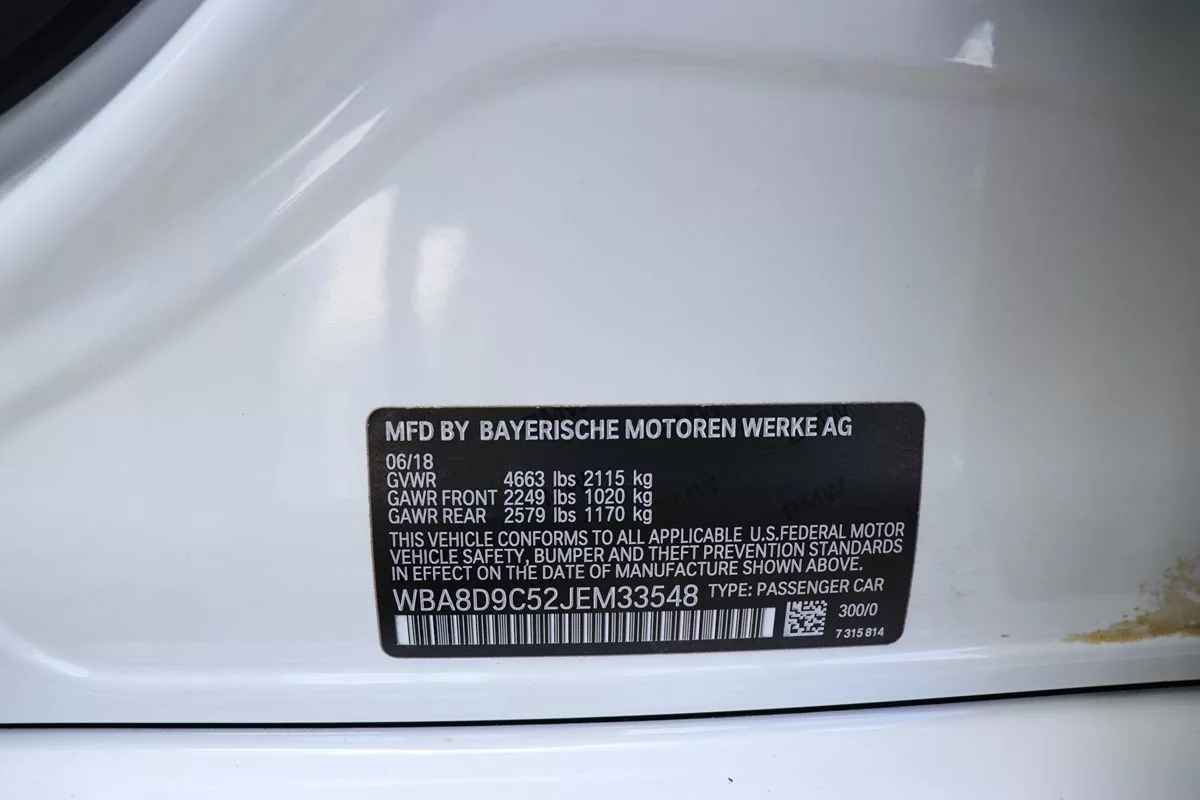 MFD BY BAYERISCHE MOTOREN WERKE AG
06/18
GVWR 4663 lbs 2115 kg
GAWR FRONT 2249 lbs 1020 kg
GAWR REAR 2579 lbs 1170 kg
THIS VEHICLE CONFORMS TO ALL APPLICABLE U.S.FEDERAL MOTOR
VEHICLE SAFETY, BUMPER AND THEFT PREVENTION STANDARDS
IN EFFECT ON THE DATE OF MANUFACTURE SHOWN ABOVE.
WBA8D9C52JEM33548 TYPE: PASSENGER CAR
300/0
7 315 814